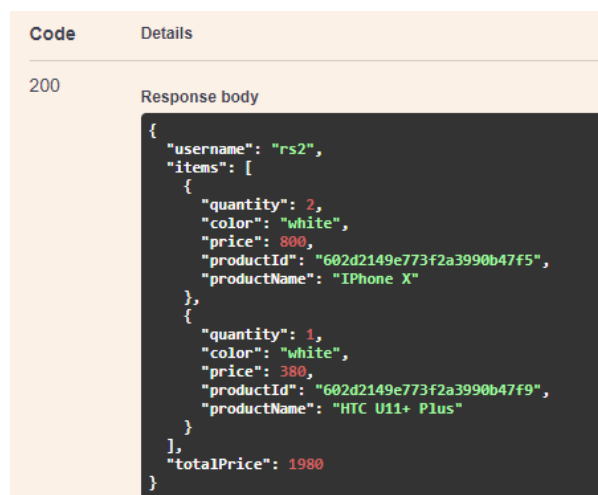 Code Details
200
Response body
{
  "username": "rs2",
  "items": [
    {
      "quantity": 2,
      "color": "white",
      "price": 800,
      "productId": "602d2149e773f2a3990b47f5",
      "productName": "IPhone X"
    },
    {
      "quantity": 1,
      "color": "white",
      "price": 380,
      "productId": "602d2149e773f2a3990b47f9",
      "productName": "HTC U11+ Plus"
    }
  ],
  "totalPrice": 1980
}